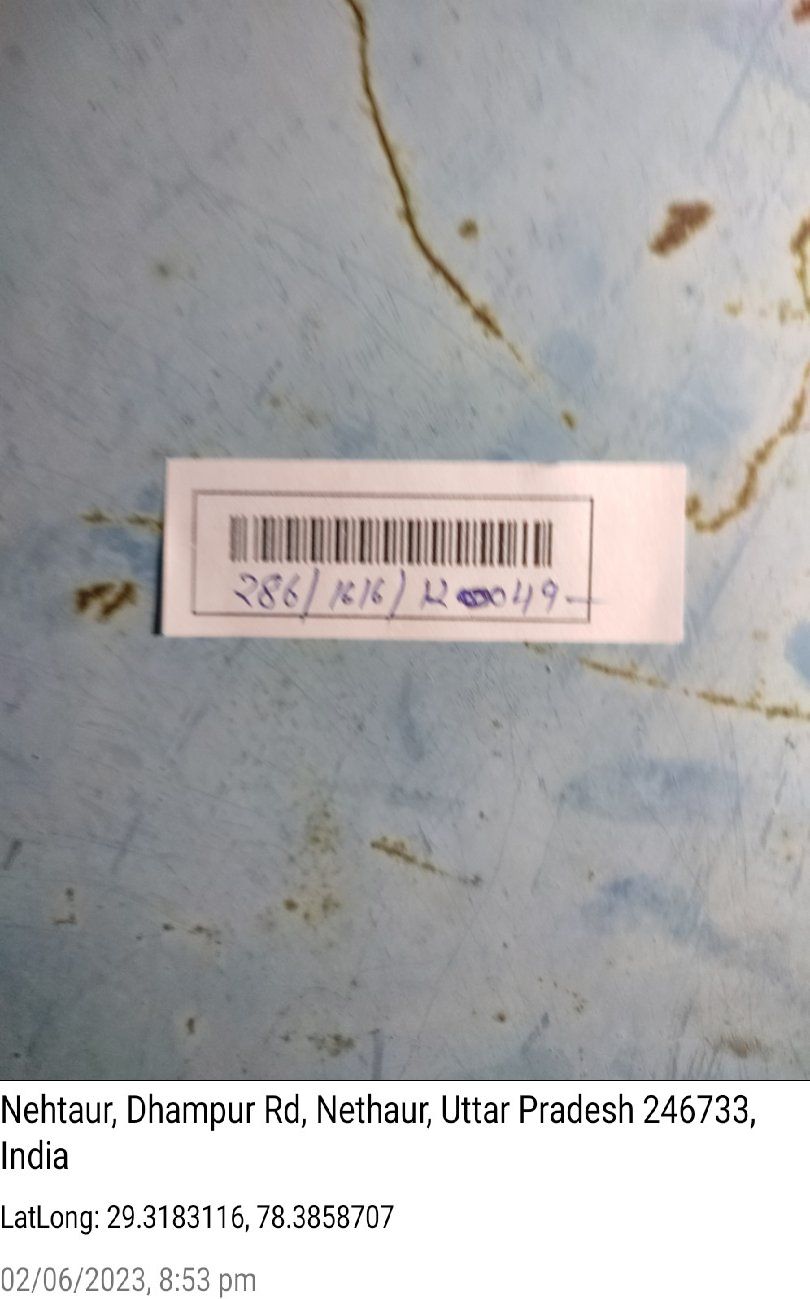 286/1616/
Nehtaur, Dhampur Rd, Nethaur, Uttar Pradesh 246733,
India
LatLong: 29.3183116, 78.3858707
02/06/2023, 8:53 pm